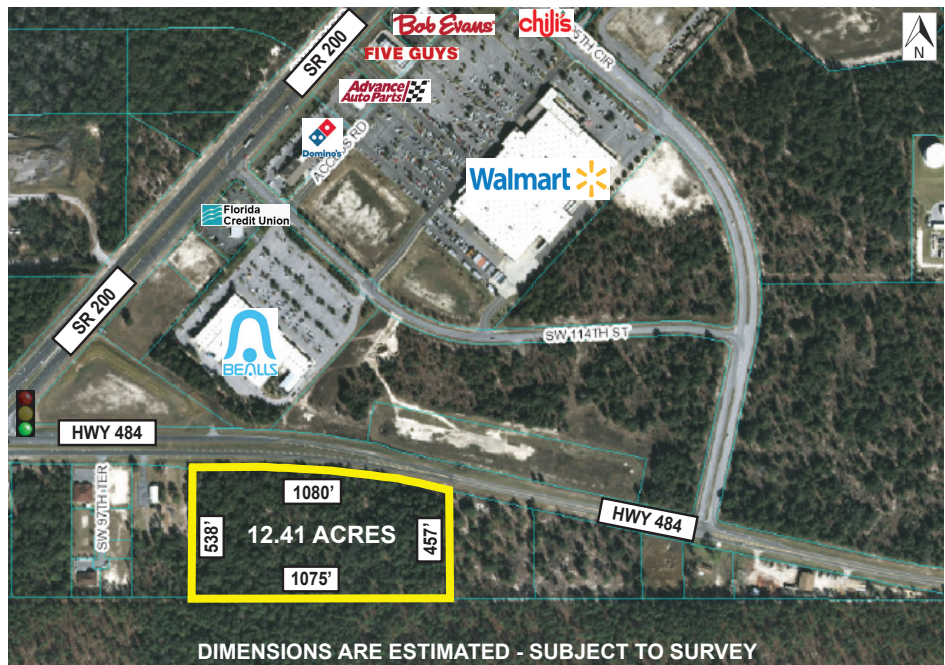 Bob Evans
chili's
5TH CIR
N
SR 200
FIVE GUYS
Advance
Auto Parts
Domino's
ACCESS RD
Walmart
Florida
Credit Union
SR 200
SW 114TH ST
BEALLS
HWY 484
SW 97TH TER
1080'
HWY 484
538'
12.41 ACRES
457'
1075'
DIMENSIONS ARE ESTIMATED - SUBJECT TO SURVEY